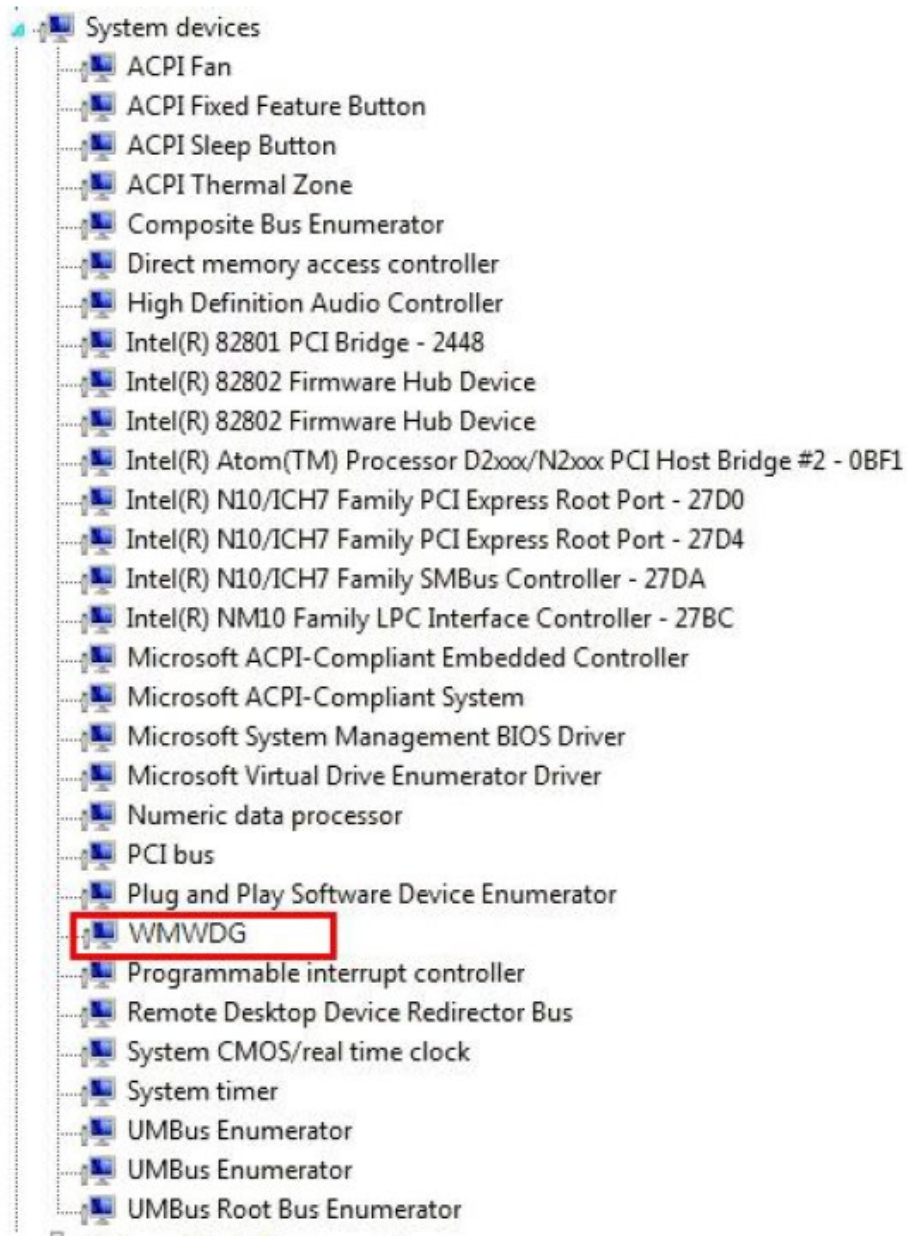 System devices
ACPI Fan
ACPI Fixed Feature Button
ACPI Sleep Button
ACPI Thermal Zone
Composite Bus Enumerator
Direct memory access controller
High Definition Audio Controller
Intel(R) 82801 PCI Bridge - 2448
Intel(R) 82802 Firmware Hub Device
Intel(R) 82802 Firmware Hub Device
Intel(R) Atom(TM) Processor D2xxx/N2xxx PCI Host Bridge #2 - 0BF1
Intel(R) N10/ICH7 Family PCI Express Root Port - 27D0
Intel(R) N10/ICH7 Family PCI Express Root Port - 27D4
Intel(R) N10/ICH7 Family SMBus Controller - 27DA
Intel(R) NM10 Family LPC Interface Controller - 27BC
Microsoft ACPI-Compliant Embedded Controller
Microsoft ACPI-Compliant System
Microsoft System Management BIOS Driver
Microsoft Virtual Drive Enumerator Driver
Numeric data processor
PCI bus
Plug and Play Software Device Enumerator
WMWDG
Programmable interrupt controller
Remote Desktop Device Redirector Bus
System CMOS/real time clock
System timer
UMBus Enumerator
UMBus Enumerator
UMBus Root Bus Enumerator